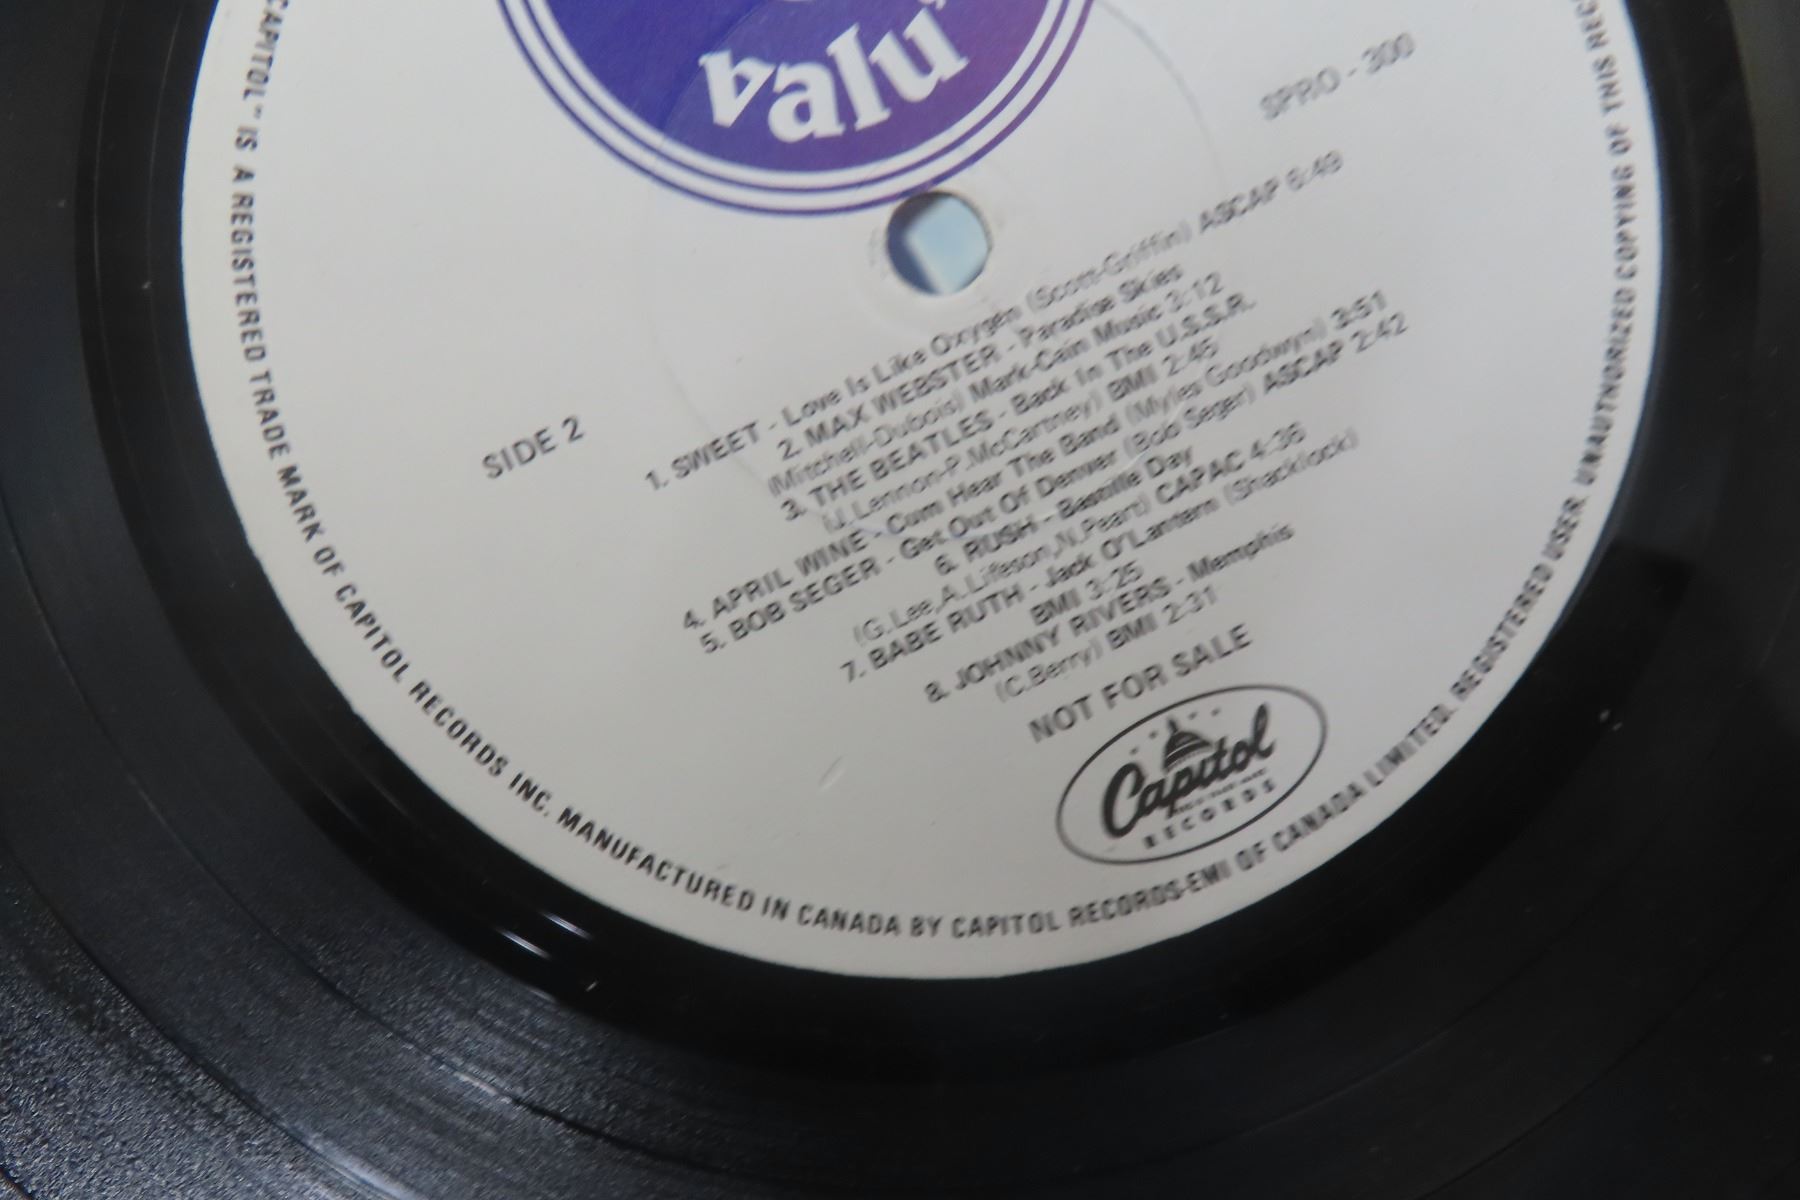 valu
SPRO - 300
SIDE 2
1. SWEET - Love Is Like Oxygen (Scott-Griffin) ASCAP 6:49
2. MAX WEBSTER - Paradise Skies
(Mitchell-Dubois) Mark-Cain Music 3:12
3. THE BEATLES - Back In The U.S.S.R.
(J. Lennon-P. McCartney) BMI 2:45
4. APRIL WINE - Cum Hear The Band (Myles Goodwyn) 3:51
5. BOB SEGER - Get Out Of Denver (Bob Seger) ASCAP 2:42
6. RUSH - Bastille Day
(G. Lee, A. Lifeson, N. Peart) CAPAC 4:36
7. BABE RUTH - Jack O'Lantern (Shacklock)
BMI 3:25
8. JOHNNY RIVERS - Memphis
(C. Berry) BMI 2:31
NOT FOR SALE
Capitol
RECORDS
CAPITOL" IS A REGISTERED TRADE MARK OF CAPITOL RECORDS INC. MANUFACTURED IN CANADA BY CAPITOL RECORDS-EMI OF CANADA LIMITED. REGISTERED USER. UNAUTHORIZED COPYING OF THIS REC